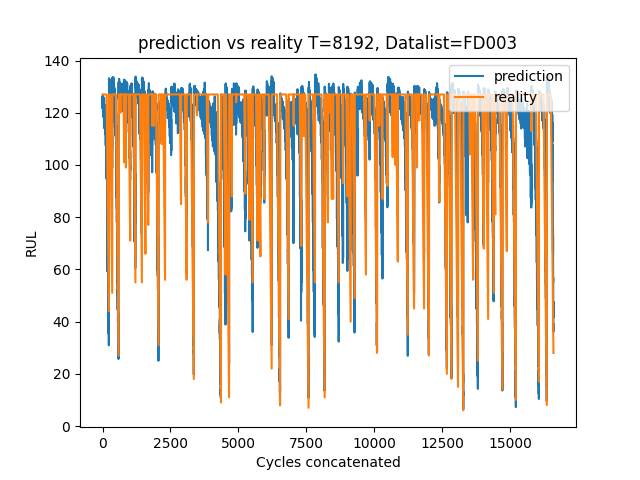 prediction vs reality T=8192, Datalist=FD003
prediction
reality
RUL
140
120
100
80
60
40
20
0
0 2500 5000 7500 10000 12500 15000
Cycles concatenated